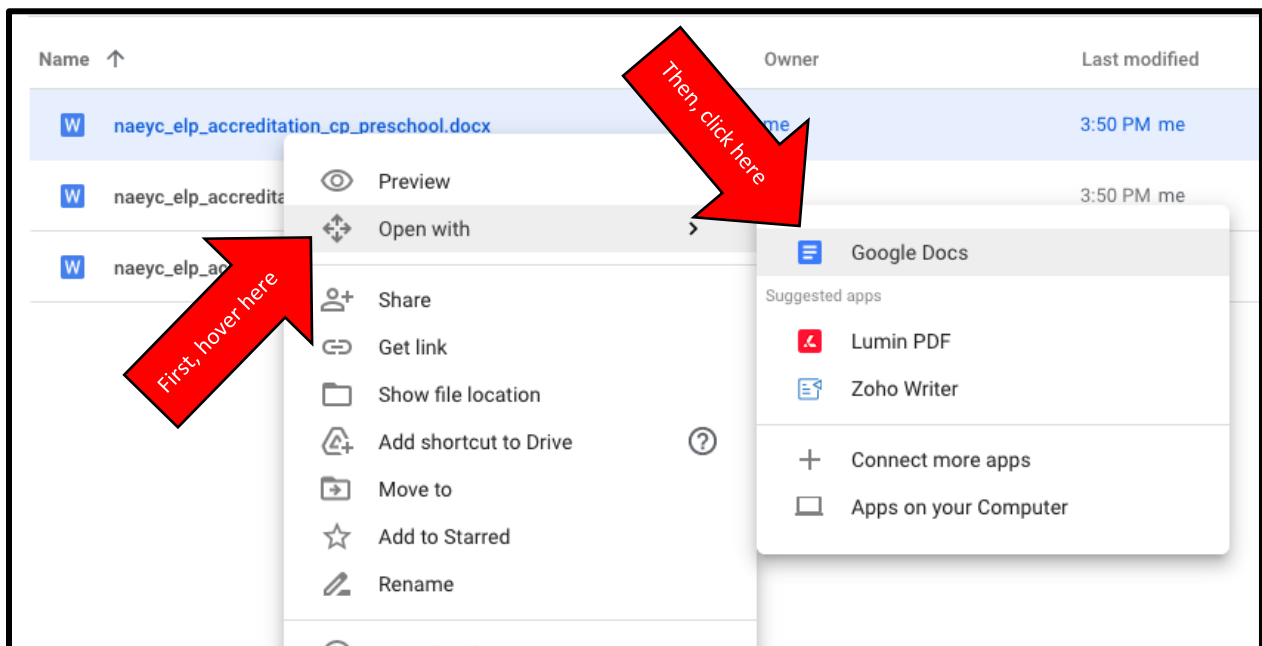 Name Owner Last modified
naeyc_elp_accreditation_cp_preschool.docx me 3:50 PM me
naeyc_elp_accredita 3:50 PM me
naeyc_elp_ac
Preview
Open with
Share
Get link
Show file location
Add shortcut to Drive
Move to
Add to Starred
Rename
Google Docs
Suggested apps
Lumin PDF
Zoho Writer
Connect more apps
Apps on your Computer
First, hover here
Then, click here